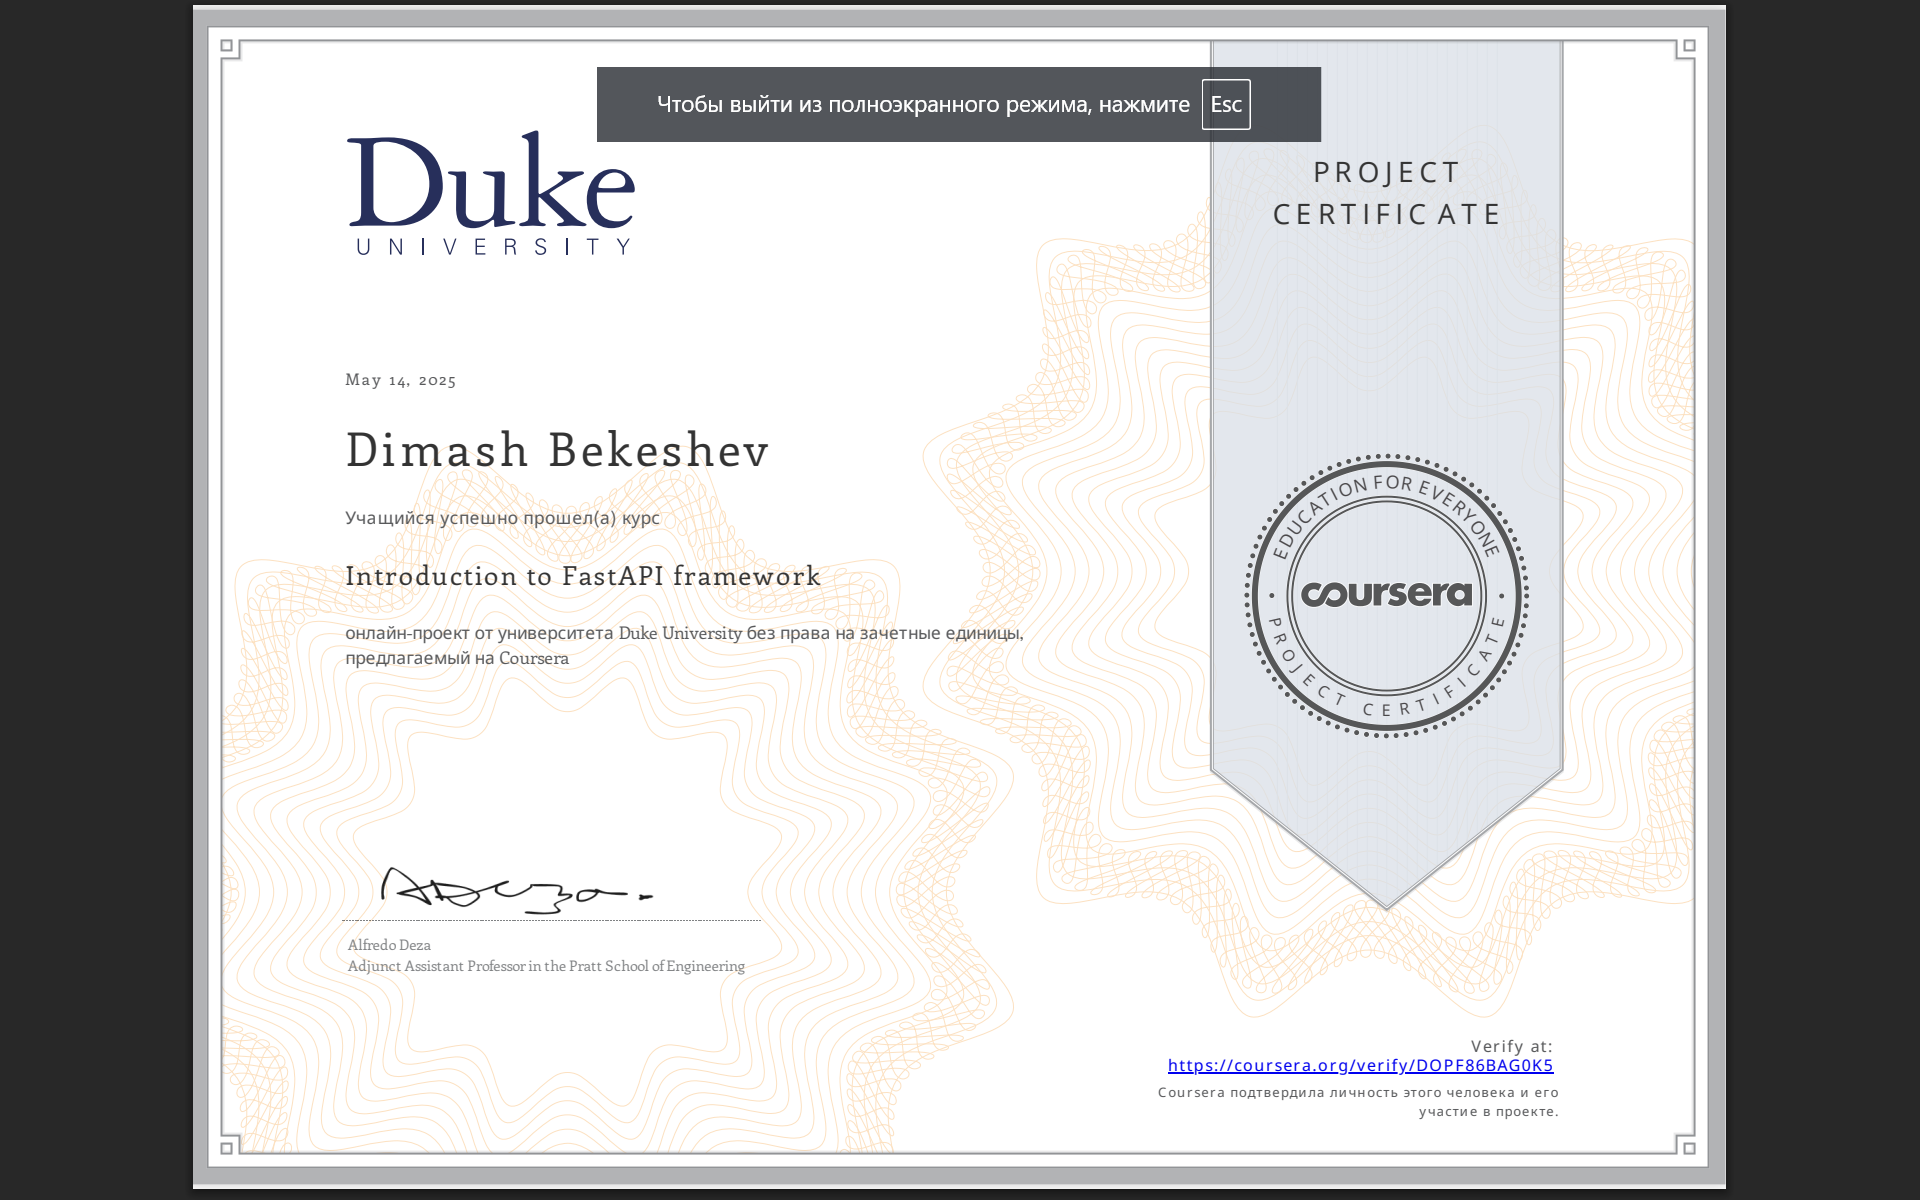 Чтобы выйти из полноэкранного режима, нажмите Esc
Duke
UNIVERSITY
PROJECT
CERTIFICATE
May 14, 2025
Dimash Bekeshev
Учащийся успешно прошел(а) курс
Introduction to FastAPI framework
онлайн-проект от университета Duke University без права на зачетные единицы,
предлагаемый на Coursera
EDUCATION FOR EVERYONE
coursera
PROJECT CERTIFICATE
Alfredo Deza
Adjunct Assistant Professor in the Pratt School of Engineering
Verify at:
https://coursera.org/verify/DOPF86BAG0K5
Coursera подтвердила личность этого человека и его
участие в проекте.